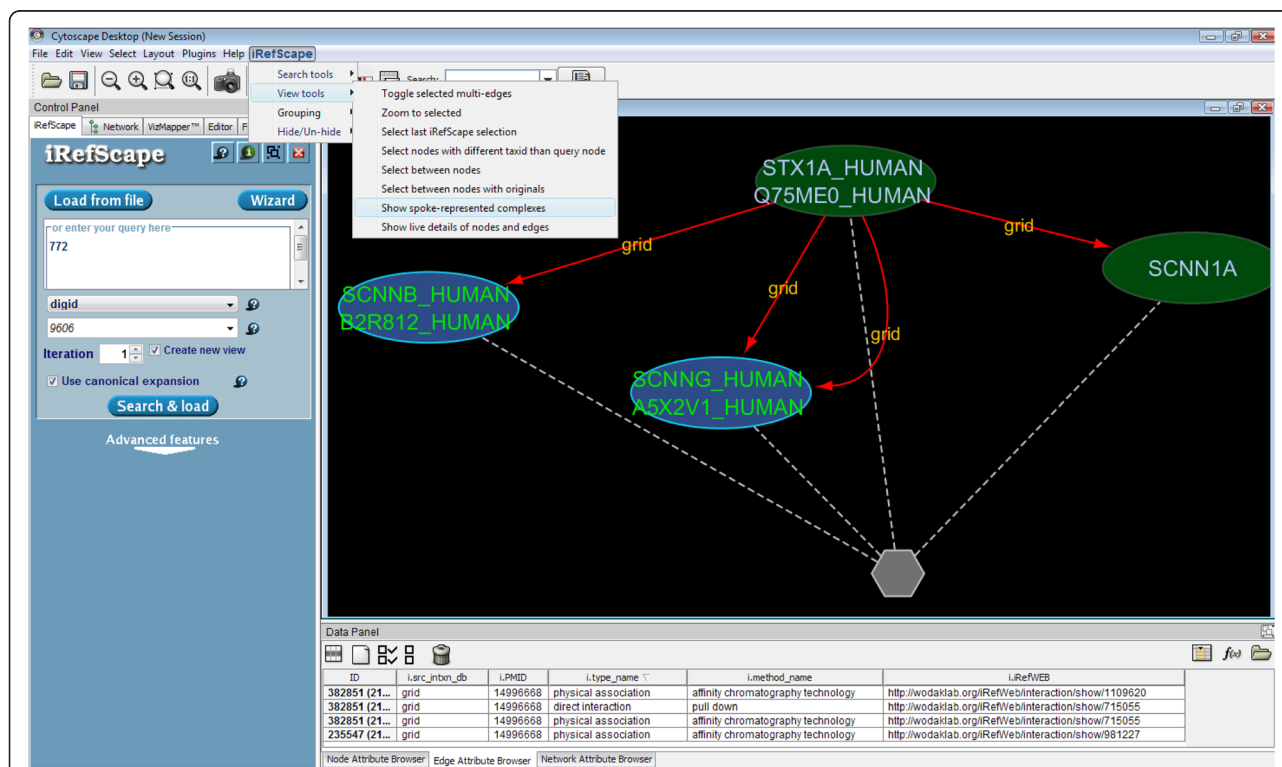 Cytoscape Desktop (New Session)
File Edit View Select Layout Plugins Help iRefScape
Search tools
Search:
View tools
Toggle selected multi-edges
Control Panel
Grouping
Zoom to selected
iRefScape Network VizMapper™ Editor
Hide/Un-hide
Select last iRefScape selection
Select nodes with different taxid than query node
Select between nodes
Select between nodes with originals
Show spoke-represented complexes
Show live details of nodes and edges
iRefScape
Load from file Wizard
or enter your query here
772
digid
9606
Iteration 1 Create new view
Use canonical expansion
Search & load
Advanced features
STX1A_HUMAN
Q75ME0_HUMAN
grid
grid
grid
grid
SCNN1A
SCNNB_HUMAN
B2R812_HUMAN
SCNNG_HUMAN
A5X2V1_HUMAN
Data Panel
f(x)
ID i.src_intxn_db i.PMID i.type_name i.method_name i.iRefWEB
382851 (21... grid 14996668 physical association affinity chromatography technology http://wodaklab.org/iRefWeb/interaction/show/1109620
382851 (21... grid 14996668 direct interaction pull down http://wodaklab.org/iRefWeb/interaction/show/715055
382851 (21... grid 14996668 physical association affinity chromatography technology http://wodaklab.org/iRefWeb/interaction/show/715055
235547 (21... grid 14996668 physical association affinity chromatography technology http://wodaklab.org/iRefWeb/interaction/show/981227
Node Attribute Browser Edge Attribute Browser Network Attribute Browser